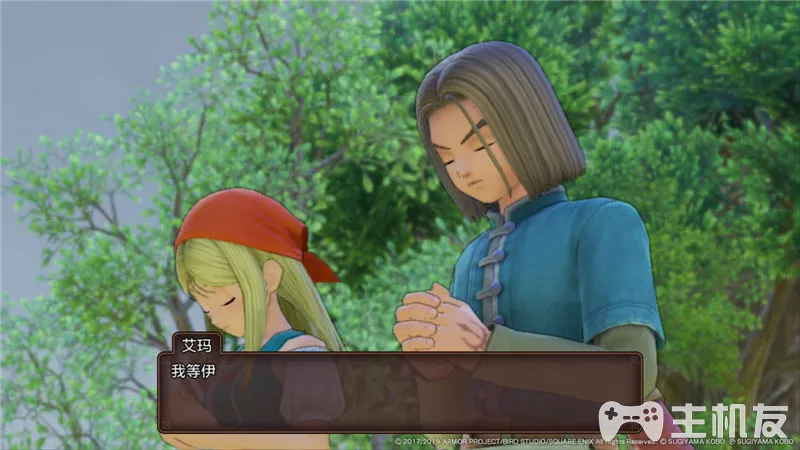 艾玛
我等伊
主机友
© 2017, 2019 ARMOR PROJECT/BIRD STUDIO/SQUARE ENIX All Rights Reserved. © SUGIYAMA KOBO ℗ SUGIYAMA KOBO